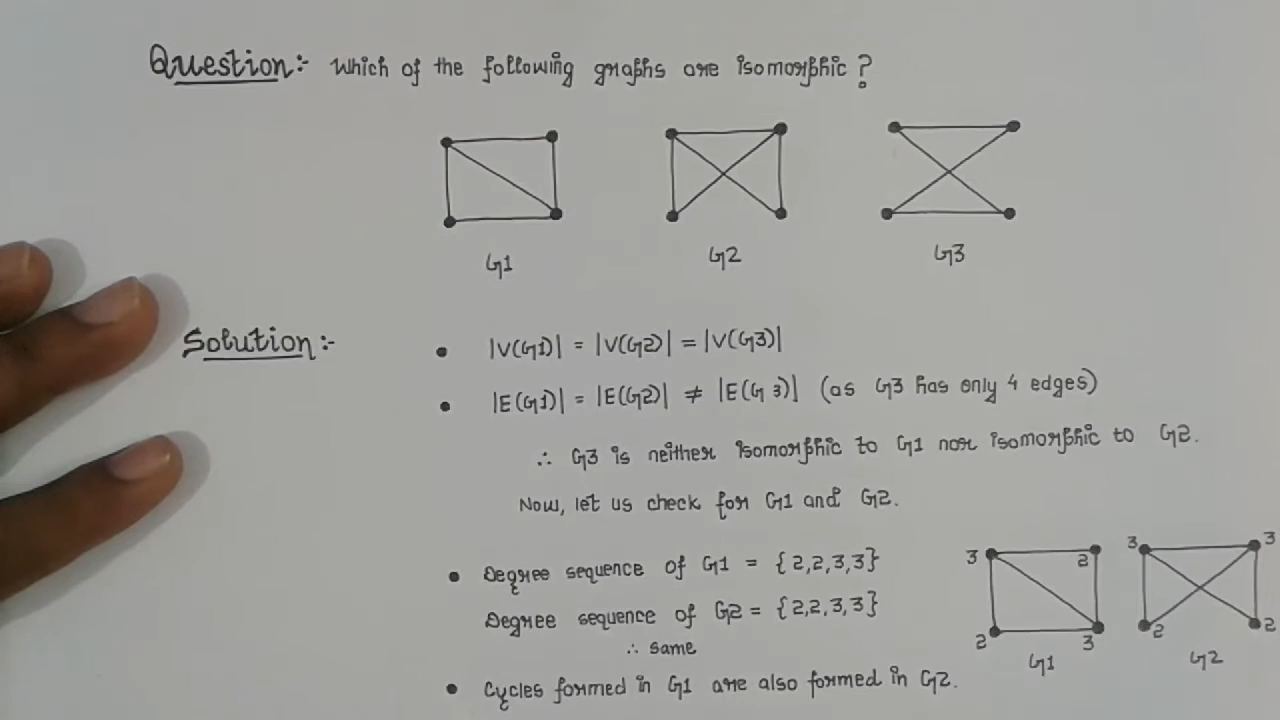 Question:- Which of the following graphs are isomorphic?
G1 G2 G3
Solution:-
• |V(G1)| = |V(G2)| = |V(G3)|
• |E(G1)| = |E(G2)| ≠ |E(G3)| (as G3 has only 4 edges)
∴ G3 is neither isomorphic to G1 nor isomorphic to G2.
Now, let us check for G1 and G2.
• Degree sequence of G1 = {2,2,3,3}
Degree sequence of G2 = {2,2,3,3}
∴ same
• Cycles formed in G1 are also formed in G2.
3 2 3 3
2 3 2 2
G1 G2